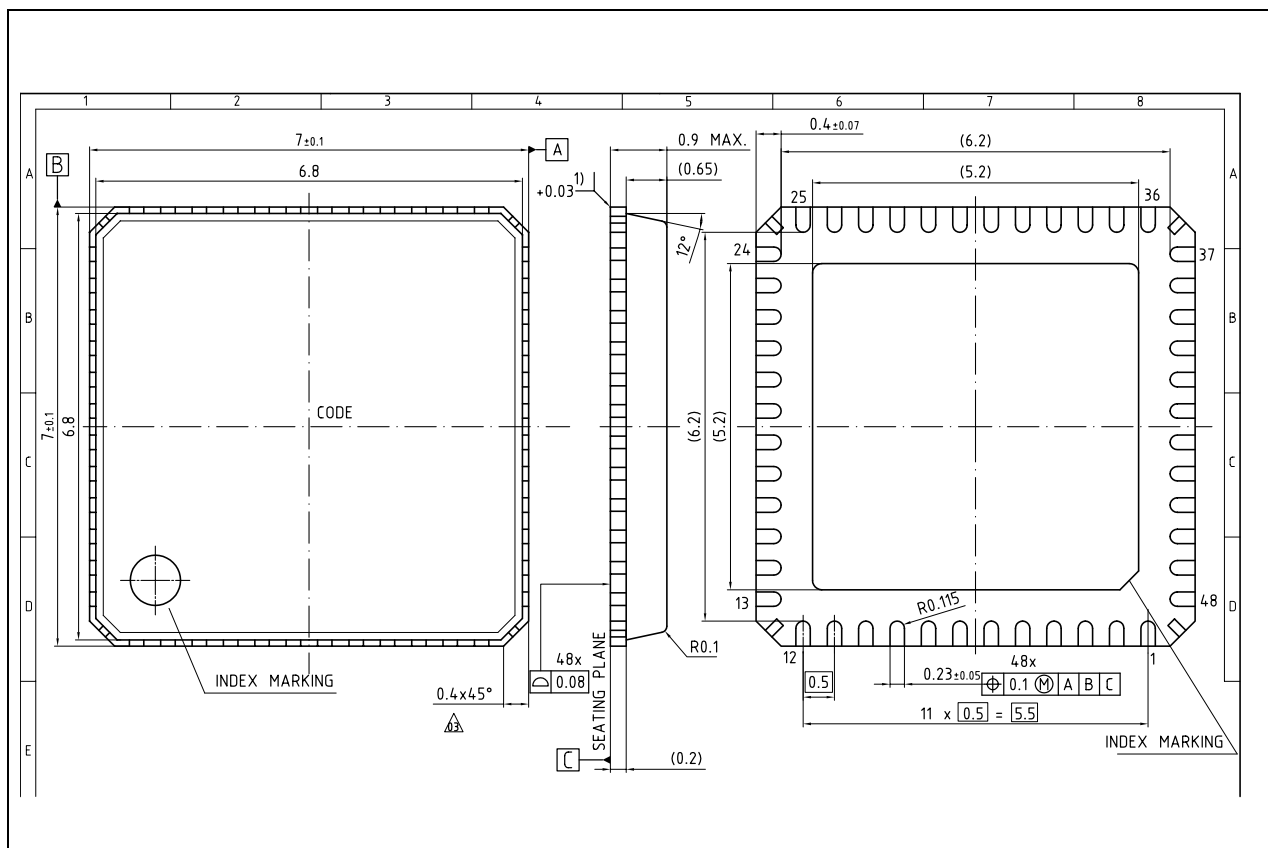 1 2 3 4 5 6 7 8
A
B
C
D
E
A
B
C
D
7±0.1
A
B
6.8
7±0.1
6.8
CODE
INDEX MARKING
0.4x45°
03
0.9 MAX.
(0.65)
1)
+0.03
12°
R0.1
48x
0.08
SEATING PLANE
C
(0.2)
0.4±0.07
(6.2)
(5.2)
25
36
24
37
(6.2)
(5.2)
13
48
R0.115
12
1
0.5
0.23±0.05
48x
0.1 Ⓜ A B C
11 x 0.5 = 5.5
INDEX MARKING